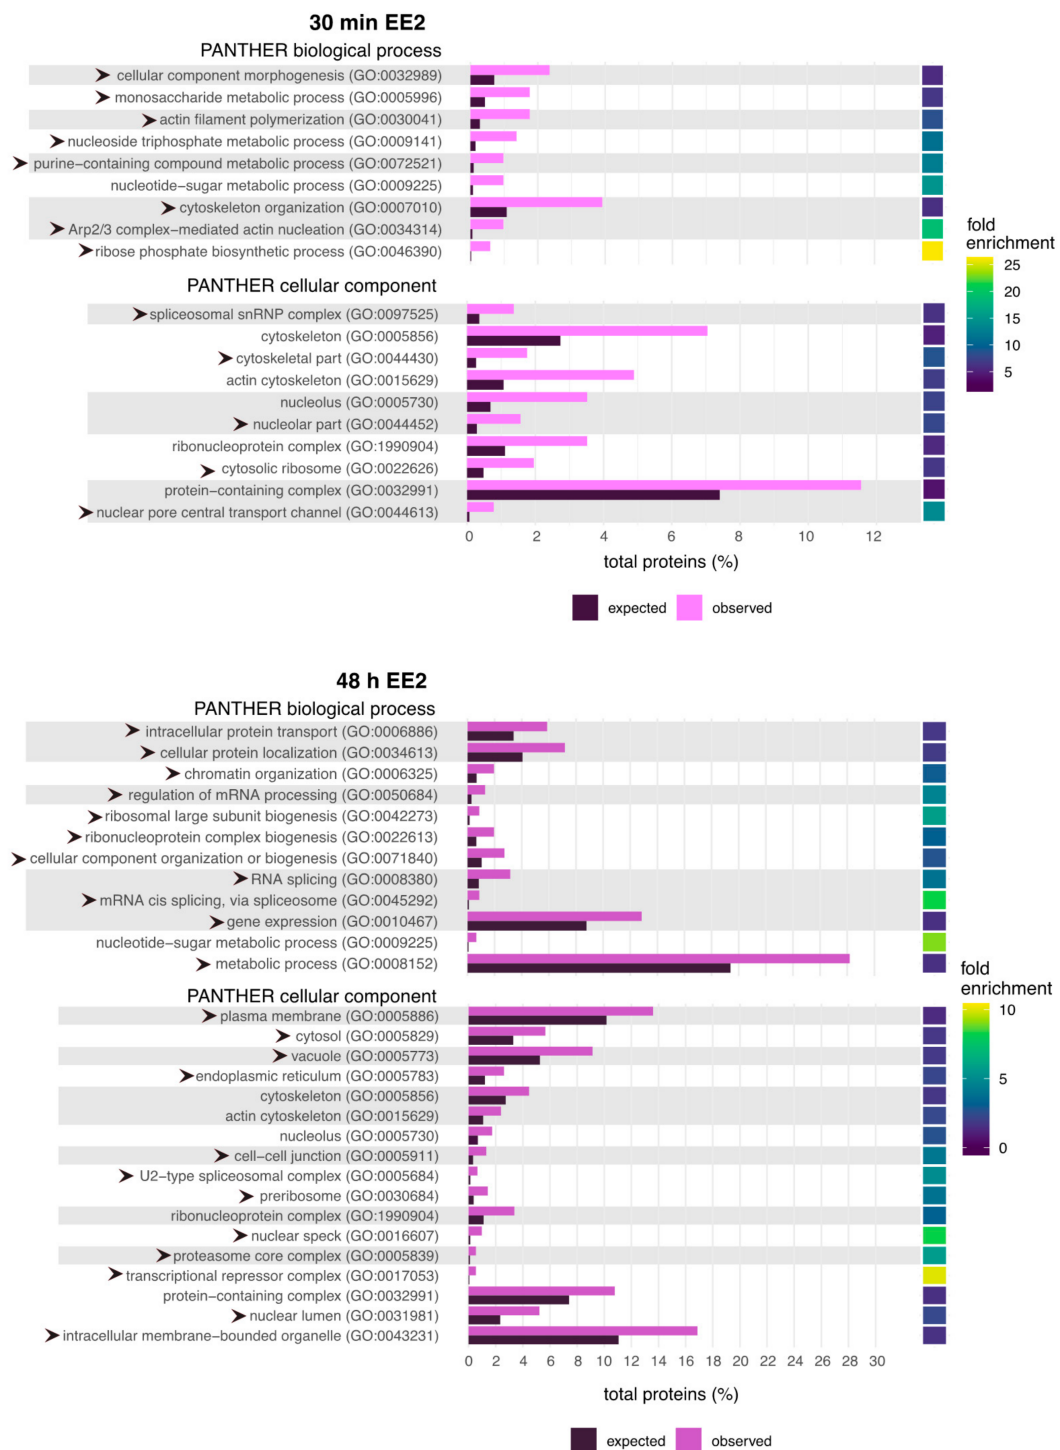 30 min EE2
PANTHER biological process
cellular component morphogenesis (GO:0032989)
monosaccharide metabolic process (GO:0005996)
actin filament polymerization (GO:0030041)
nucleoside triphosphate metabolic process (GO:0009141)
purine−containing compound metabolic process (GO:0072521)
nucleotide−sugar metabolic process (GO:0009225)
cytoskeleton organization (GO:0007010)
Arp2/3 complex−mediated actin nucleation (GO:0034314)
ribose phosphate biosynthetic process (GO:0046390)
fold
enrichment
25
20
15
10
5
PANTHER cellular component
spliceosomal snRNP complex (GO:0097525)
cytoskeleton (GO:0005856)
cytoskeletal part (GO:0044430)
actin cytoskeleton (GO:0015629)
nucleolus (GO:0005730)
nucleolar part (GO:0044452)
ribonucleoprotein complex (GO:1990904)
cytosolic ribosome (GO:0022626)
protein−containing complex (GO:0032991)
nuclear pore central transport channel (GO:0044613)
0 2 4 6 8 10 12
total proteins (%)
expected observed
48 h EE2
PANTHER biological process
intracellular protein transport (GO:0006886)
cellular protein localization (GO:0034613)
chromatin organization (GO:0006325)
regulation of mRNA processing (GO:0050684)
ribosomal large subunit biogenesis (GO:0042273)
ribonucleoprotein complex biogenesis (GO:0022613)
cellular component organization or biogenesis (GO:0071840)
RNA splicing (GO:0008380)
mRNA cis splicing, via spliceosome (GO:0045292)
gene expression (GO:0010467)
nucleotide−sugar metabolic process (GO:0009225)
metabolic process (GO:0008152)
fold
enrichment
10
5
0
PANTHER cellular component
plasma membrane (GO:0005886)
cytosol (GO:0005829)
vacuole (GO:0005773)
endoplasmic reticulum (GO:0005783)
cytoskeleton (GO:0005856)
actin cytoskeleton (GO:0015629)
nucleolus (GO:0005730)
cell−cell junction (GO:0005911)
U2−type spliceosomal complex (GO:0005684)
preribosome (GO:0030684)
ribonucleoprotein complex (GO:1990904)
nuclear speck (GO:0016607)
proteasome core complex (GO:0005839)
transcriptional repressor complex (GO:0017053)
protein−containing complex (GO:0032991)
nuclear lumen (GO:0031981)
intracellular membrane−bounded organelle (GO:0043231)
0 2 4 6 8 10 12 14 16 18 20 22 24 26 28 30
total proteins (%)
expected observed